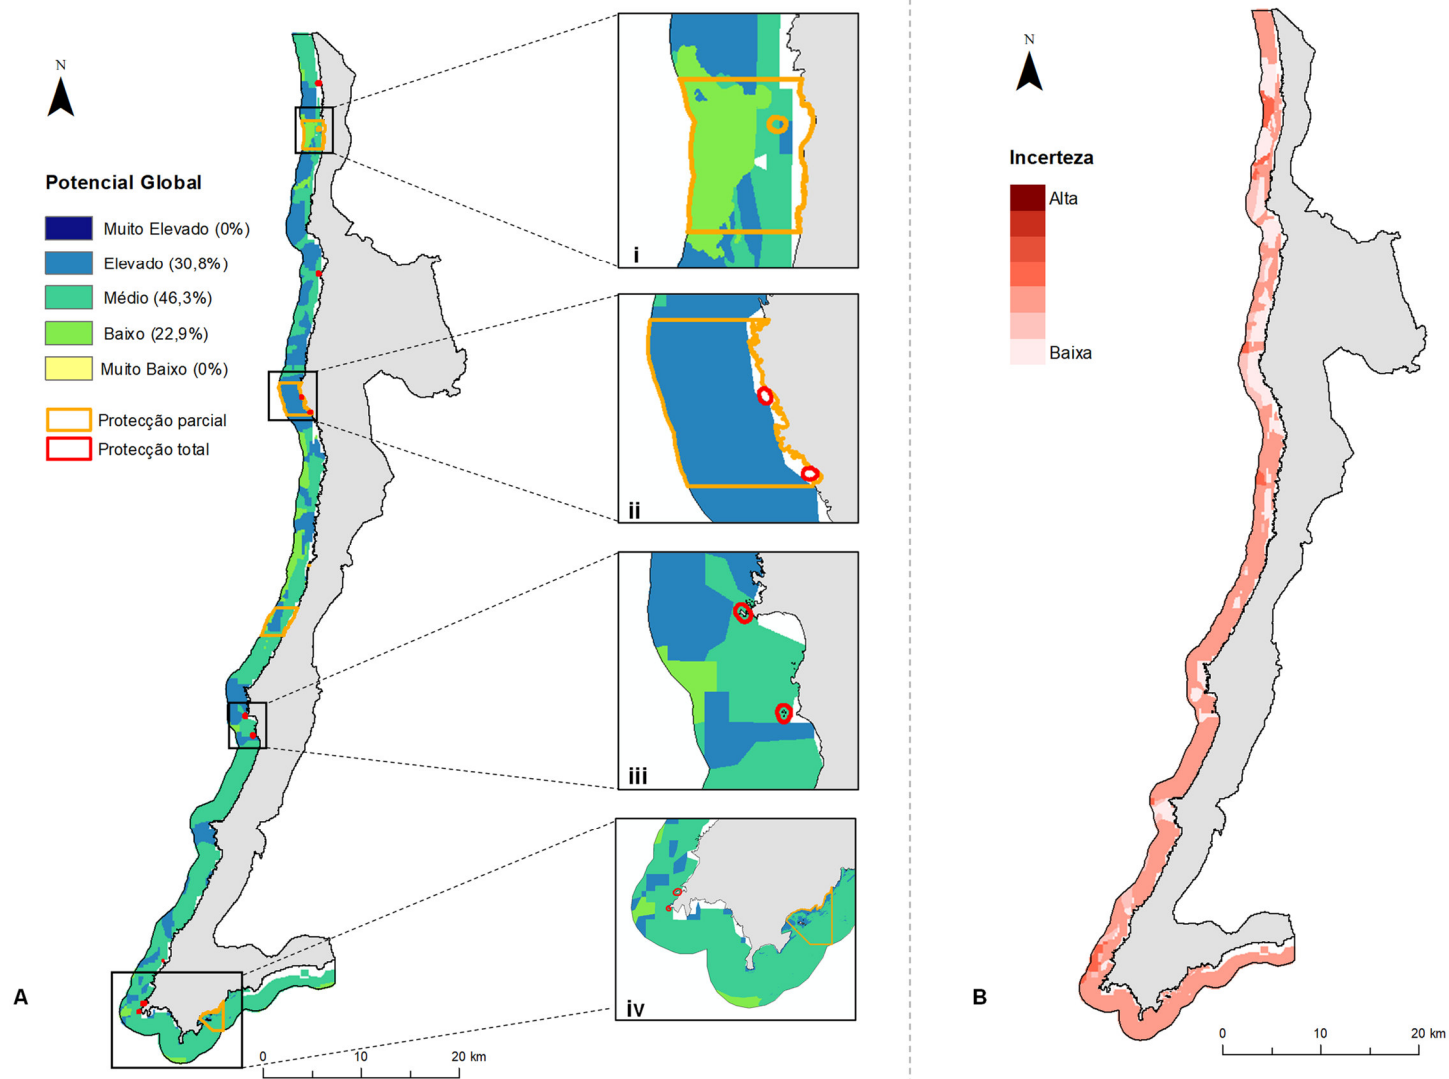 N
Potencial Global
Muito Elevado (0%)
Elevado (30,8%)
Médio (46,3%)
Baixo (22,9%)
Muito Baixo (0%)
Protecção parcial
Protecção total
i
ii
iii
iv
A
0 10 20 km
N
Incerteza
Alta
Baixa
B
0 10 20 km